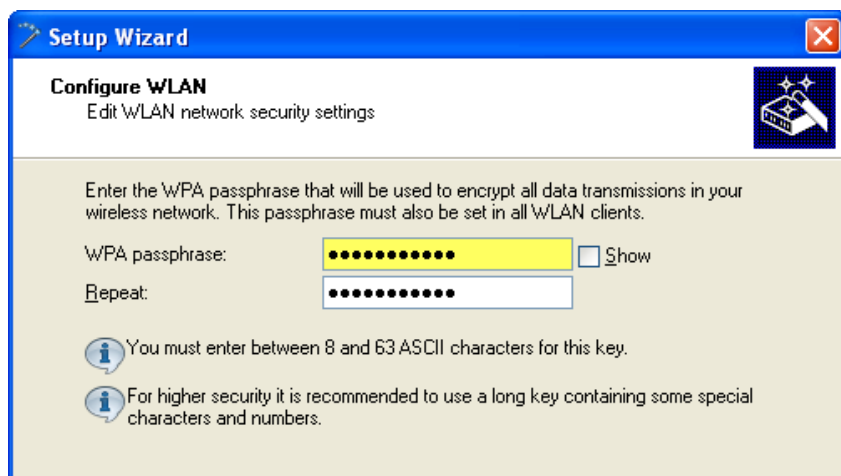 Setup Wizard
Configure WLAN
Edit WLAN network security settings
Enter the WPA passphrase that will be used to encrypt all data transmissions in your
wireless network. This passphrase must also be set in all WLAN clients.
WPA passphrase: ●●●●●●●●●●● Show
Repeat: ●●●●●●●●●●●
You must enter between 8 and 63 ASCII characters for this key.
For higher security it is recommended to use a long key containing some special
characters and numbers.